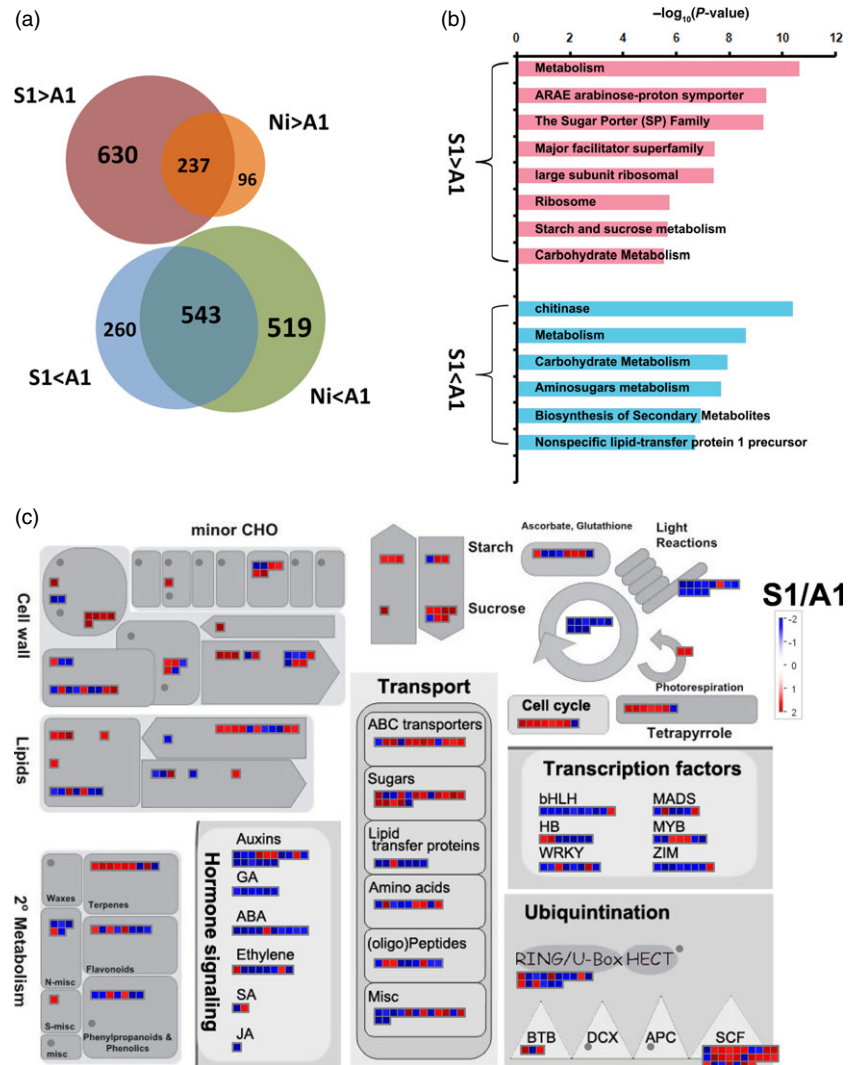 (a)
S1>A1
Ni>A1
630
237
96
543
519
260
S1<A1
Ni<A1
(b)
–log10(P-value)
0 2 4 6 8 10 12
S1>A1
Metabolism
ARAE arabinose-proton symporter
The Sugar Porter (SP) Family
Major facilitator superfamily
large subunit ribosomal
Ribosome
Starch and sucrose metabolism
Carbohydrate Metabolism
S1<A1
chitinase
Metabolism
Carbohydrate Metabolism
Aminosugars metabolism
Biosynthesis of Secondary Metabolites
Nonspecific lipid-transfer protein 1 precursor
(c)
minor CHO
Cell wall
Lipids
Starch
Sucrose
Ascorbate, Glutathione
Light
Reactions
Photorespiration
Cell cycle
Tetrapyrrole
S1/A1
-2
-1
0
1
2
2° Metabolism
Waxes
Terpenes
N-misc
Flavonoids
S-misc
misc
Phenylpropanoids &
Phenolics
Hormone signaling
Auxins
GA
ABA
Ethylene
SA
JA
Transport
ABC transporters
Sugars
Lipid
transfer proteins
Amino acids
(oligo)Peptides
Misc
Transcription factors
bHLH MADS
HB MYB
WRKY ZIM
Ubiquintination
RING/U-Box HECT
BTB DCX APC SCF